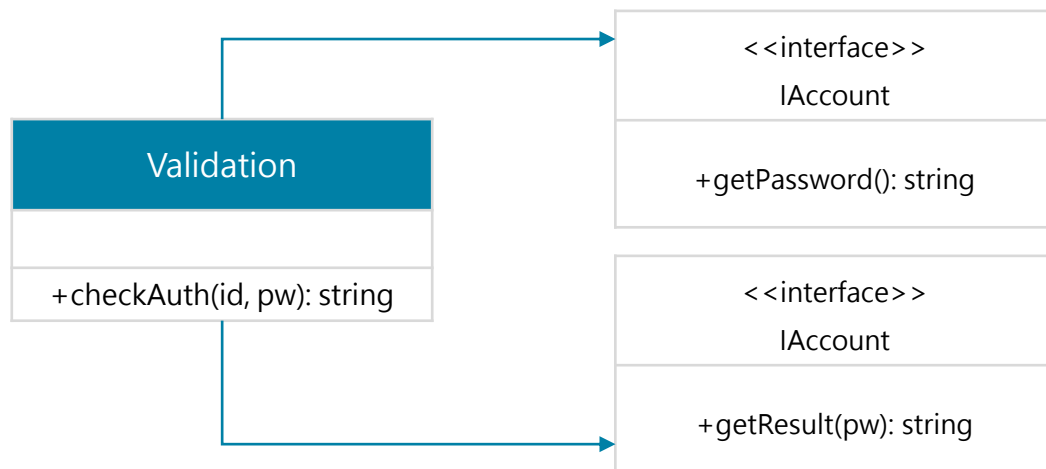 <<interface>>
IAccount
+getPassword(): string
Validation
+checkAuth(id, pw): string
<<interface>>
IAccount
+getResult(pw): string